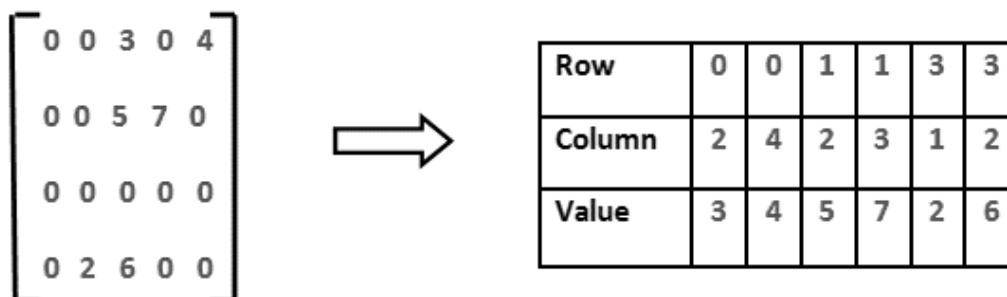 0 0 3 0 4
0 0 5 7 0
0 0 0 0 0
0 2 6 0 0
Row 0 0 1 1 3 3
Column 2 4 2 3 1 2
Value 3 4 5 7 2 6